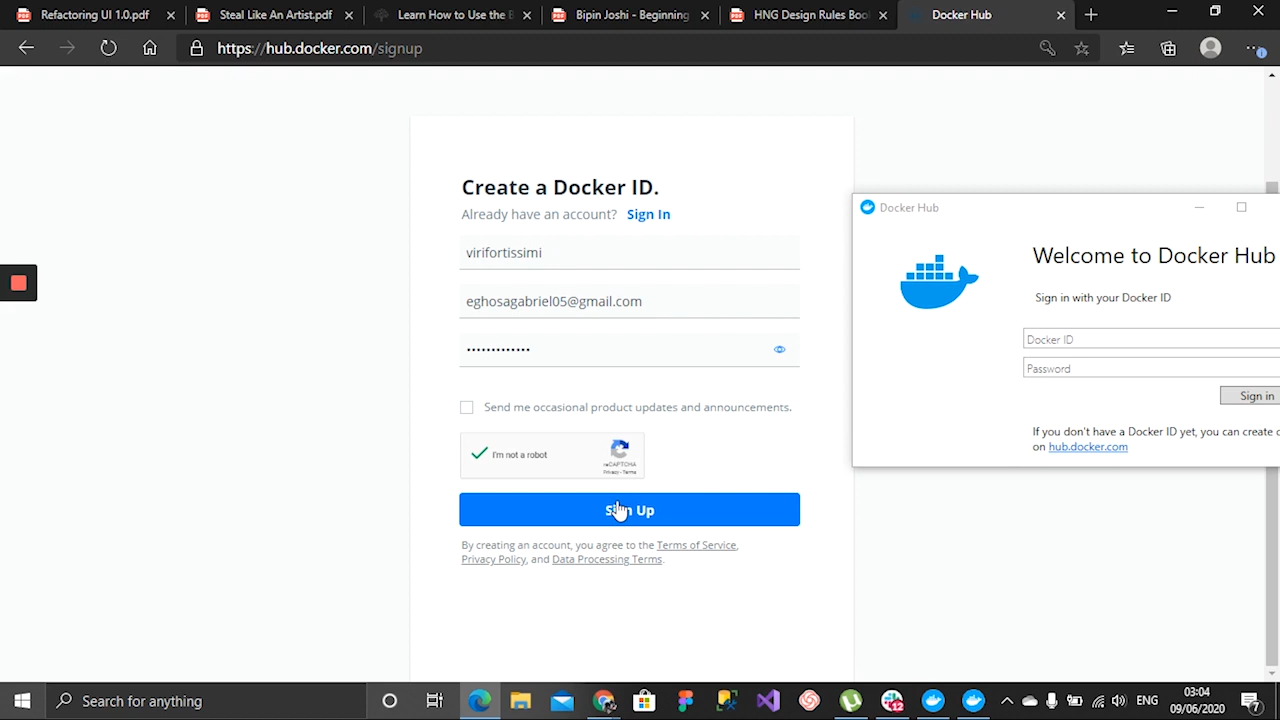 Refactoring UI 1.0.pdf
Steal Like An Artist.pdf
Learn How to Use the B
Bipin Joshi - Beginning
HNG Design Rules Boo
Docker Hub
https://hub.docker.com/signup
Create a Docker ID.
Already have an account? Sign In
virifortissimi
eghosagabriel05@gmail.com
Send me occasional product updates and announcements.
I'm not a robot
reCAPTCHA
Privacy - Terms
Sign Up
By creating an account, you agree to the Terms of Service,
Privacy Policy, and Data Processing Terms.
Docker Hub
Welcome to Docker Hub
Sign in with your Docker ID
Docker ID
Password
Sign in
If you don't have a Docker ID yet, you can create o
on hub.docker.com
Search for anything
12
ENG
03:04
09/06/2020
7